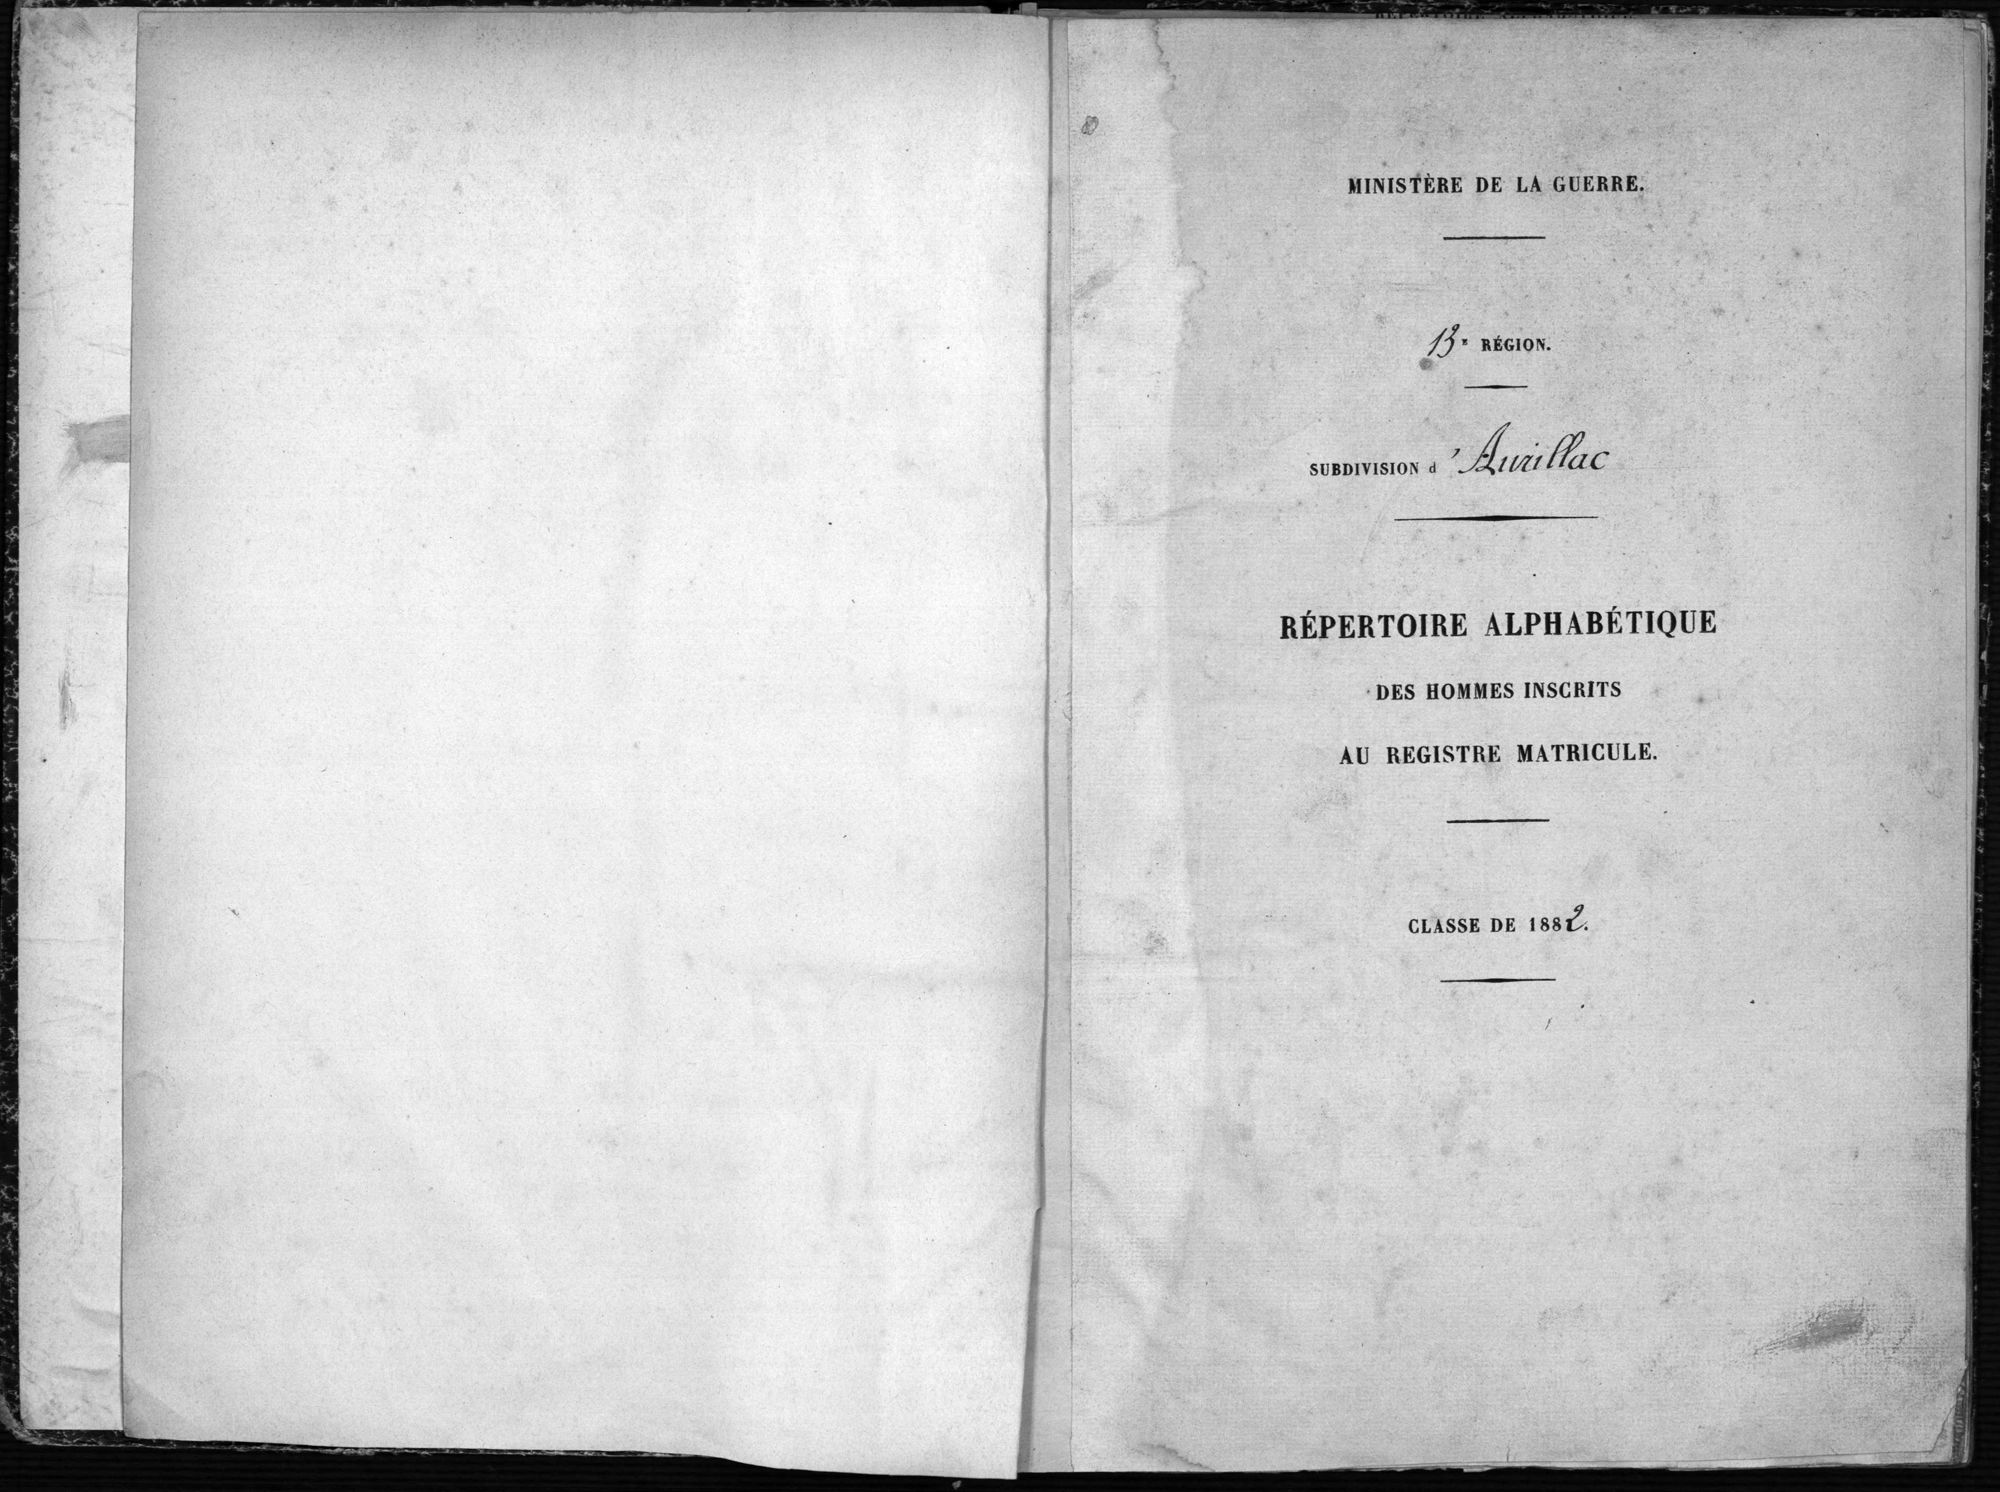 MINISTÈRE DE LA GUERRE.
13e RÉGION.
SUBDIVISION d'Aurillac
RÉPERTOIRE ALPHABÉTIQUE
DES HOMMES INSCRITS
AU REGISTRE MATRICULE.
CLASSE DE 1882.